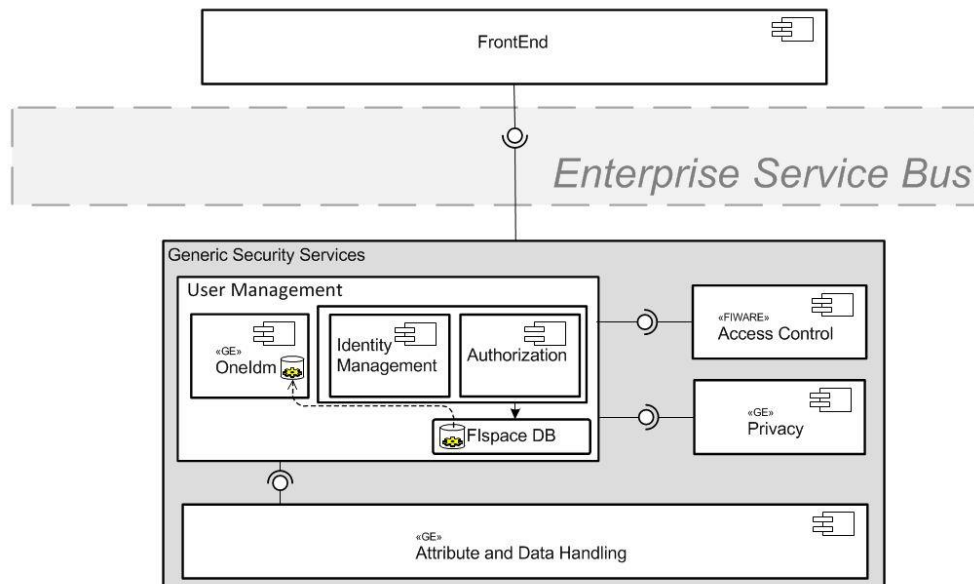 FrontEnd
Enterprise Service Bus
Generic Security Services
User Management
«GE»
OneIdm
Identity
Management
Authorization
FIspace DB
«FIWARE»
Access Control
«GE»
Privacy
«GE»
Attribute and Data Handling